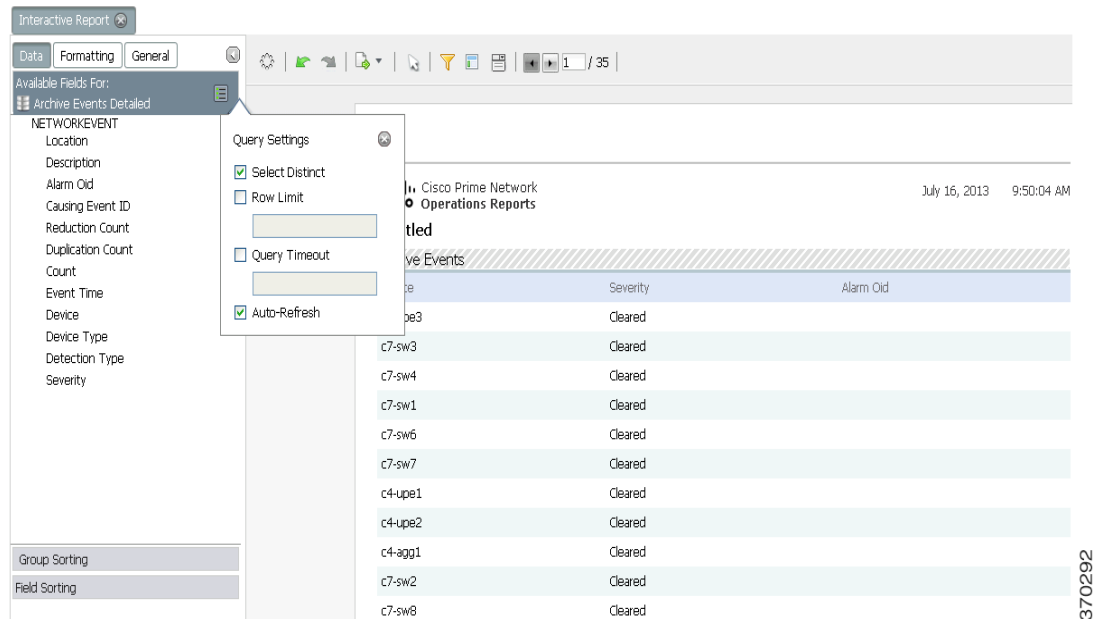 Interactive Report
Data Formatting General
1 / 35
Available Fields For:
Archive Events Detailed
NETWORKEVENT
Location
Description
Alarm Oid
Causing Event ID
Reduction Count
Duplication Count
Count
Event Time
Device
Device Type
Detection Type
Severity
Group Sorting
Field Sorting
Query Settings
Select Distinct
Row Limit
Query Timeout
Auto-Refresh
Cisco Prime Network
Operations Reports
July 16, 2013 9:50:04 AM
tled
ve Events
ce Severity Alarm Oid
pe3 Cleared
c7-sw3 Cleared
c7-sw4 Cleared
c7-sw1 Cleared
c7-sw6 Cleared
c7-sw7 Cleared
c4-upe1 Cleared
c4-upe2 Cleared
c4-agg1 Cleared
c7-sw2 Cleared
c7-sw8 Cleared
370292